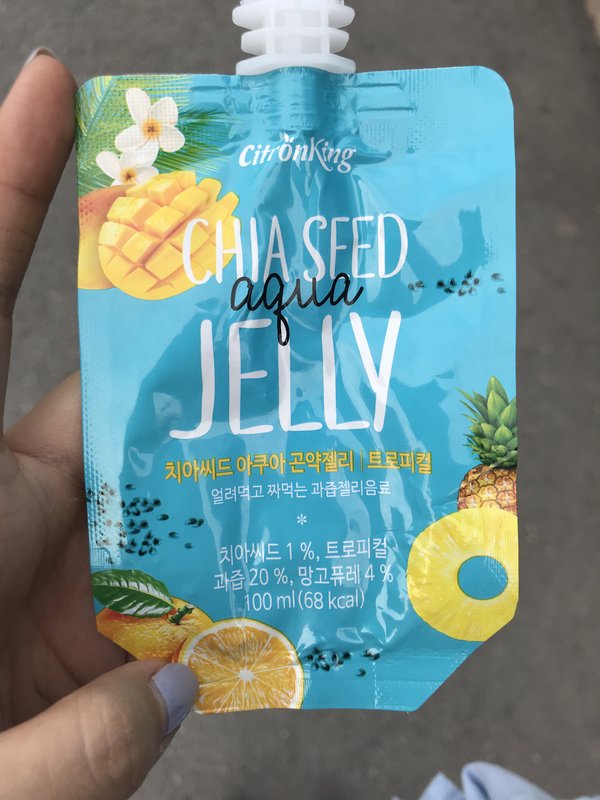 CitrónKing
CHIA SEED
aqua
JELLY
치아씨드 아쿠아 곤약젤리 | 트로피컬
얼려먹고 짜먹는 과즙젤리음료
*
치아씨드 1 %, 트로피컬
과즙 20 %, 망고퓨레 4 %
100 ml(68 kcal)